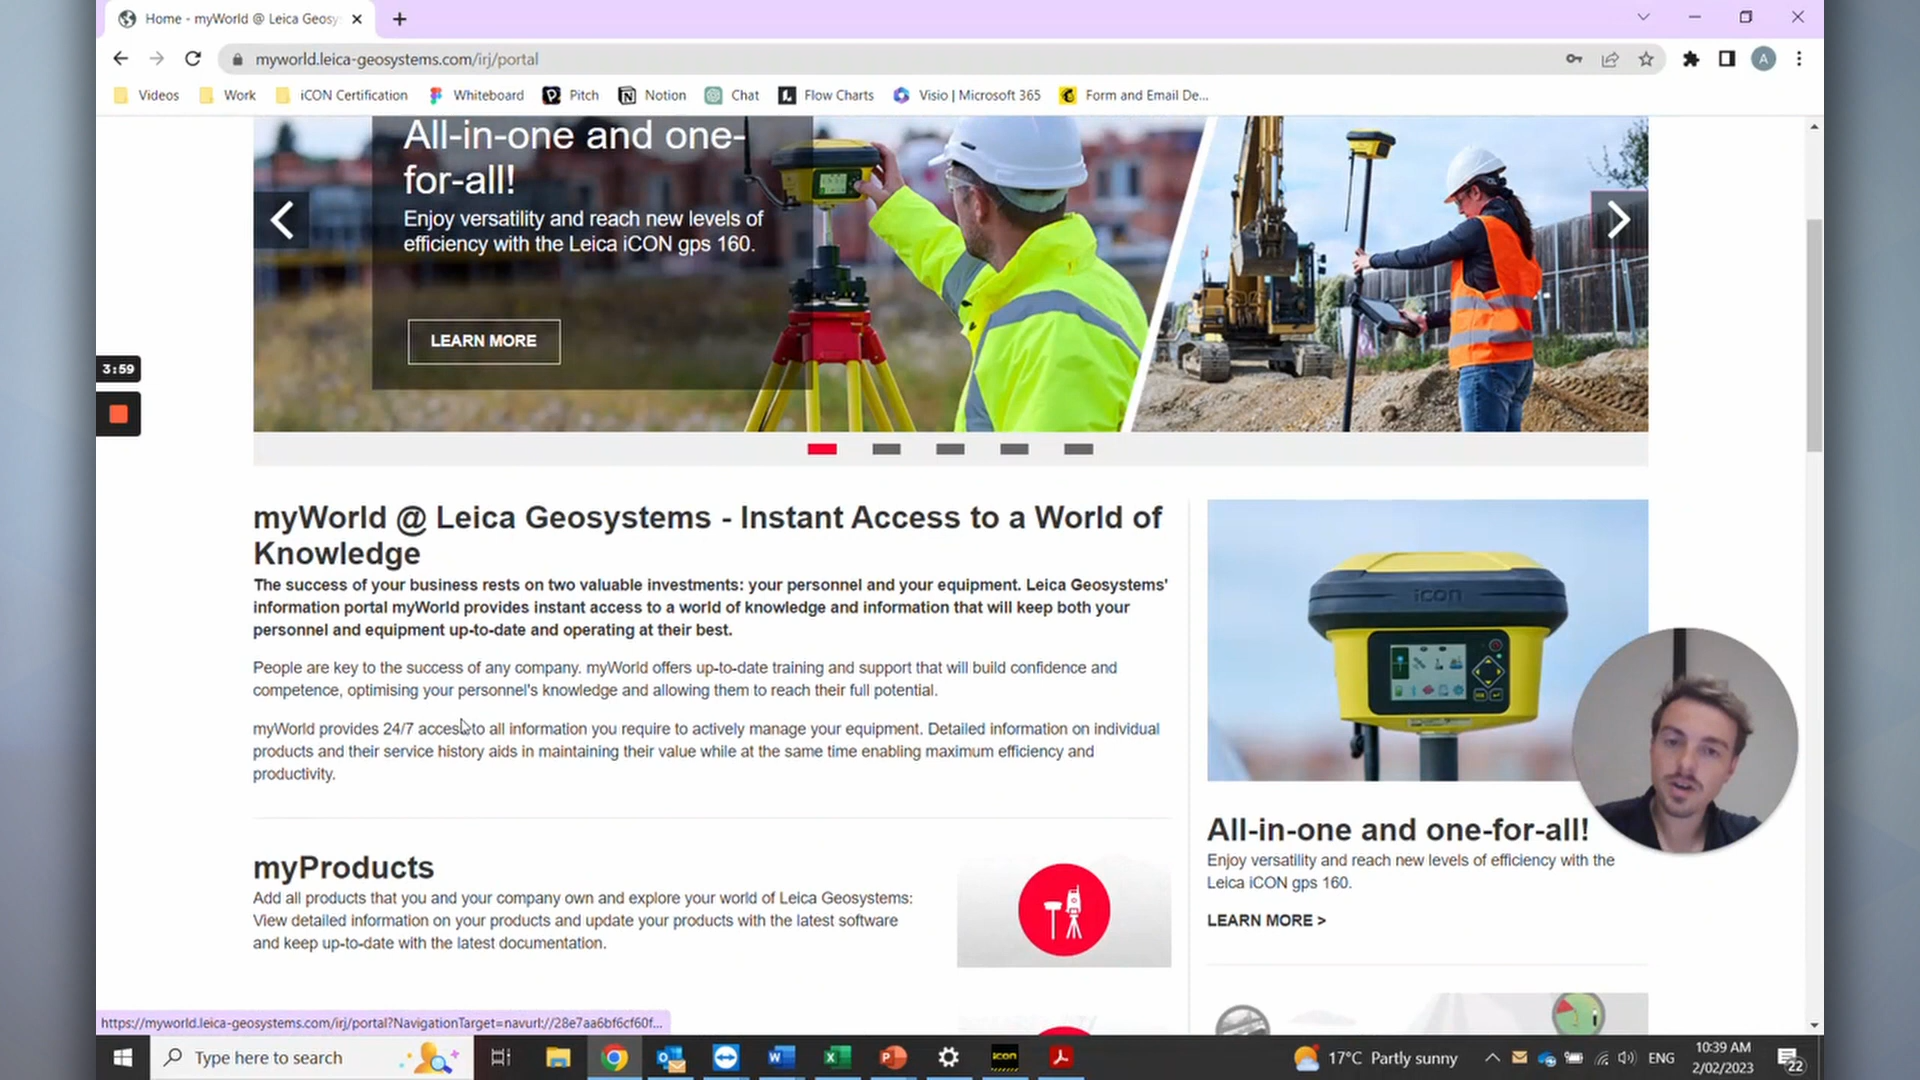 Home - myWorld @ Leica Geosy
myworld.leica-geosystems.com/irj/portal
A
Videos
Work
iCON Certification
Whiteboard
Pitch
Notion
Chat
Flow Charts
Visio | Microsoft 365
Form and Email De...
All-in-one and one-
for-all!
Enjoy versatility and reach new levels of
efficiency with the Leica iCON gps 160.
LEARN MORE
3:59
myWorld @ Leica Geosystems - Instant Access to a World of
Knowledge
The success of your business rests on two valuable investments: your personnel and your equipment. Leica Geosystems'
information portal myWorld provides instant access to a world of knowledge and information that will keep both your
personnel and equipment up-to-date and operating at their best.
People are key to the success of any company. myWorld offers up-to-date training and support that will build confidence and
competence, optimising your personnel's knowledge and allowing them to reach their full potential.
myWorld provides 24/7 access to all information you require to actively manage your equipment. Detailed information on individual
products and their service history aids in maintaining their value while at the same time enabling maximum efficiency and
productivity.
myProducts
Add all products that you and your company own and explore your world of Leica Geosystems:
View detailed information on your products and update your products with the latest software
and keep up-to-date with the latest documentation.
icon
All-in-one and one-for-all!
Enjoy versatility and reach new levels of efficiency with the
Leica iCON gps 160.
LEARN MORE >
https://myworld.leica-geosystems.com/irj/portal?NavigationTarget=navurl://28e7aa6bf6cf60f...
Type here to search
icon
17°C Partly sunny
ENG
10:39 AM
2/02/2023
22